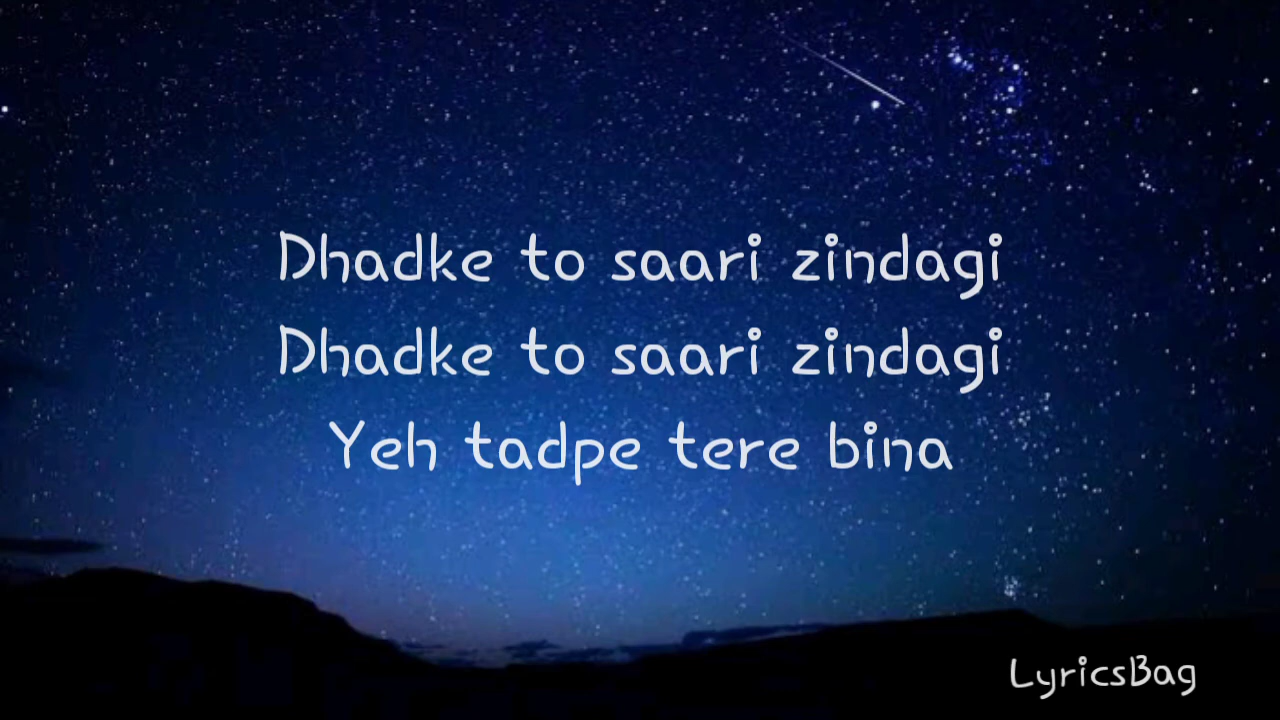 Dhadke to saari zindagi
Dhadke to saari zindagi
Yeh tadpe tere bina
LyricsBag